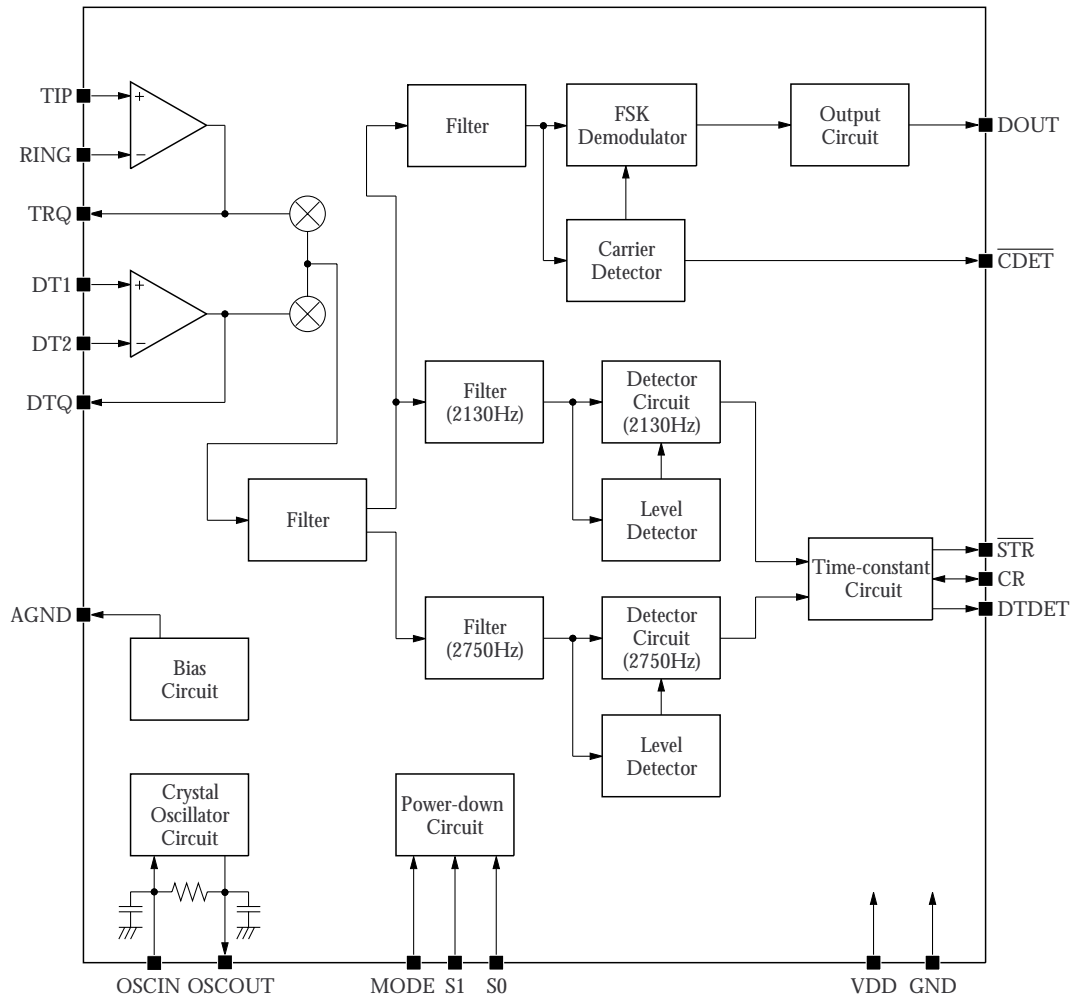 TIP
+
Filter
FSK
Demodulator
Output
Circuit
DOUT
RING
−
TRQ
Carrier
Detector
CDET
DT1
+
DT2
−
DTQ
Filter
(2130Hz)
Detector
Circuit
(2130Hz)
Filter
Level
Detector
Time-constant
Circuit
STR
CR
DTDET
AGND
Bias
Circuit
Filter
(2750Hz)
Detector
Circuit
(2750Hz)
Level
Detector
Crystal
Oscillator
Circuit
Power-down
Circuit
OSCIN
OSCOUT
MODE
S1
S0
VDD
GND